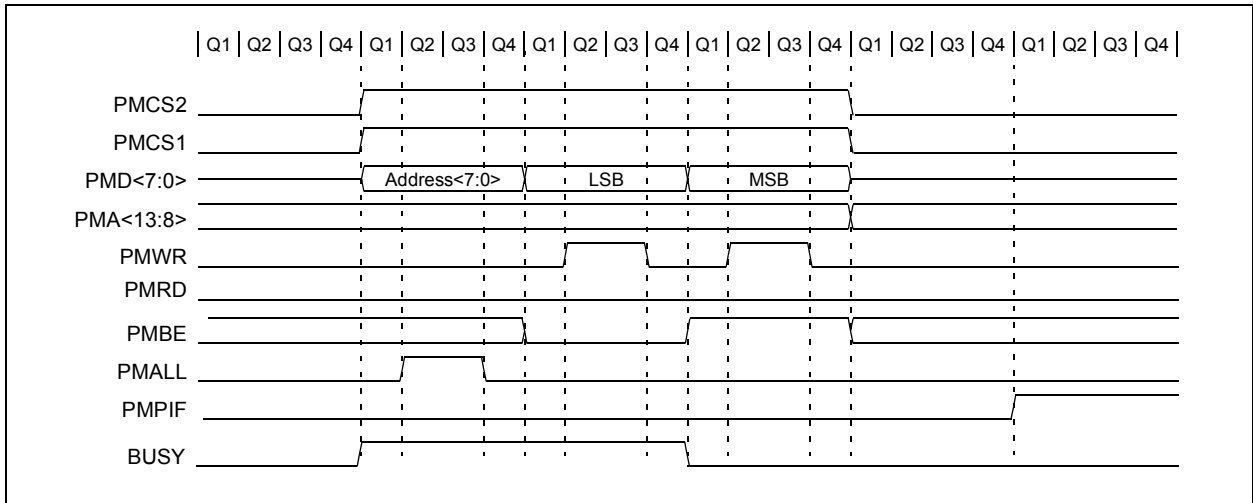 Q1 Q2 Q3 Q4 Q1 Q2 Q3 Q4 Q1 Q2 Q3 Q4 Q1 Q2 Q3 Q4 Q1 Q2 Q3 Q4 Q1 Q2 Q3 Q4
PMCS2
PMCS1
PMD<7:0> Address<7:0> LSB MSB
PMA<13:8>
PMWR
PMRD
PMBE
PMALL
PMPIF
BUSY